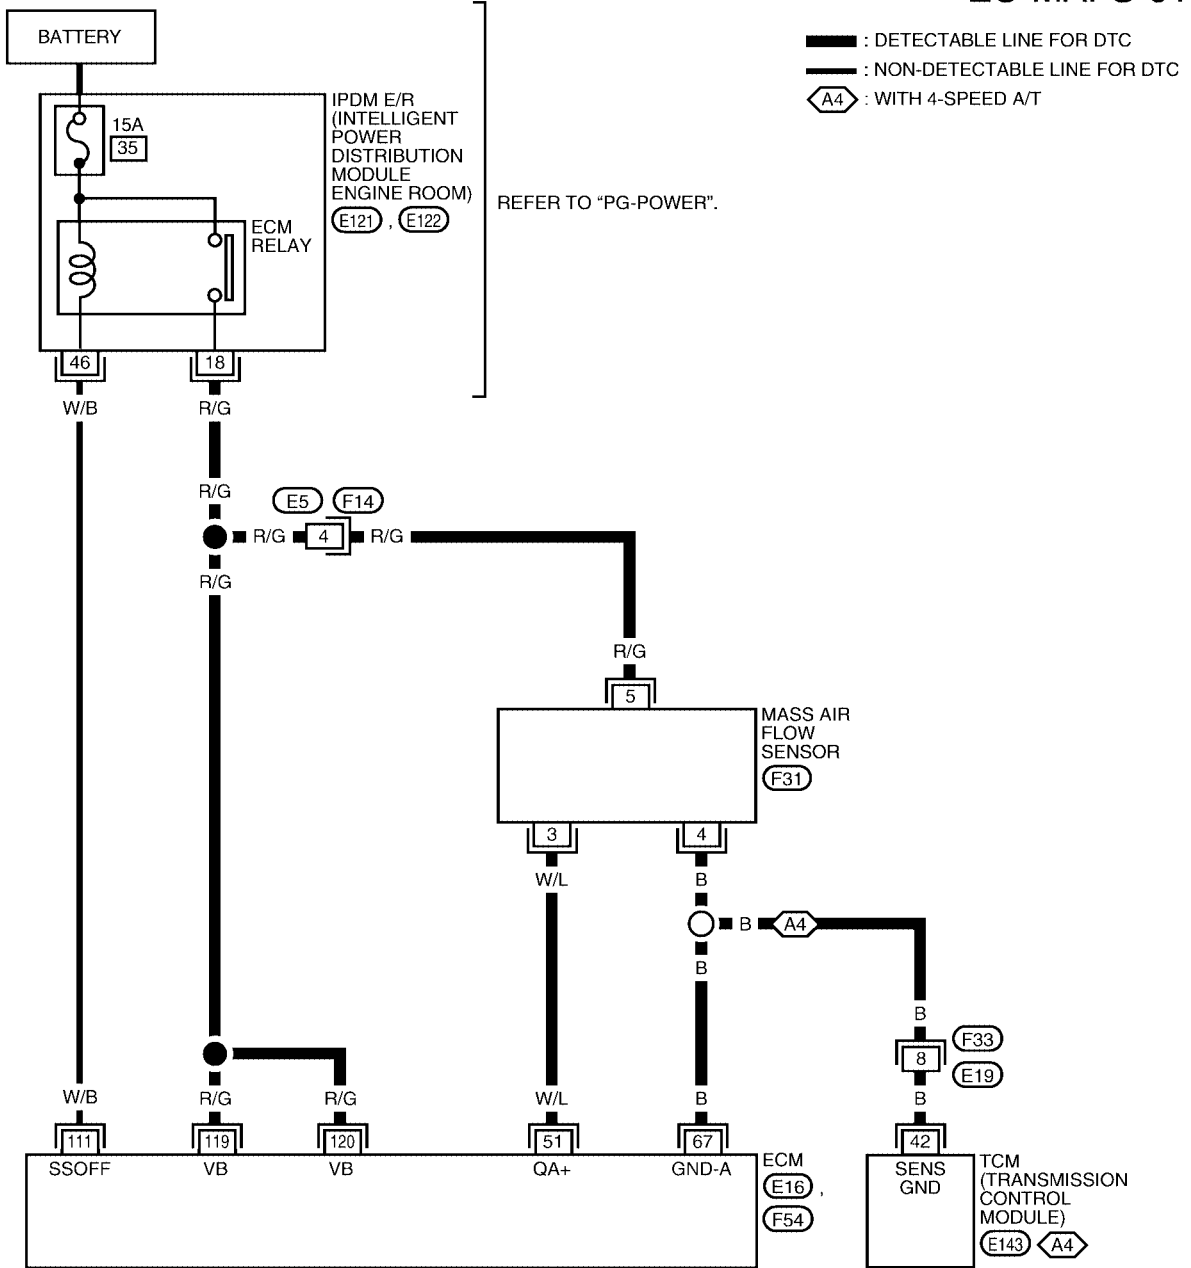 BATTERY
: DETECTABLE LINE FOR DTC
: NON-DETECTABLE LINE FOR DTC
A4 : WITH 4-SPEED A/T
15A
35
IPDM E/R
(INTELLIGENT
POWER
DISTRIBUTION
MODULE
ENGINE ROOM)
E121 , E122
REFER TO “PG-POWER”.
ECM
RELAY
46
18
W/B
R/G
R/G
E5
F14
R/G
4
R/G
R/G
R/G
5
MASS AIR
FLOW
SENSOR
F31
3
4
W/L
B
B
A4
B
B
F33
8
E19
W/B
R/G
R/G
W/L
B
B
111
119
120
51
67
42
SSOFF
VB
VB
QA+
GND-A
ECM
E16 ,
F54
SENS
GND
TCM
(TRANSMISSION
CONTROL
MODULE)
E143 A4